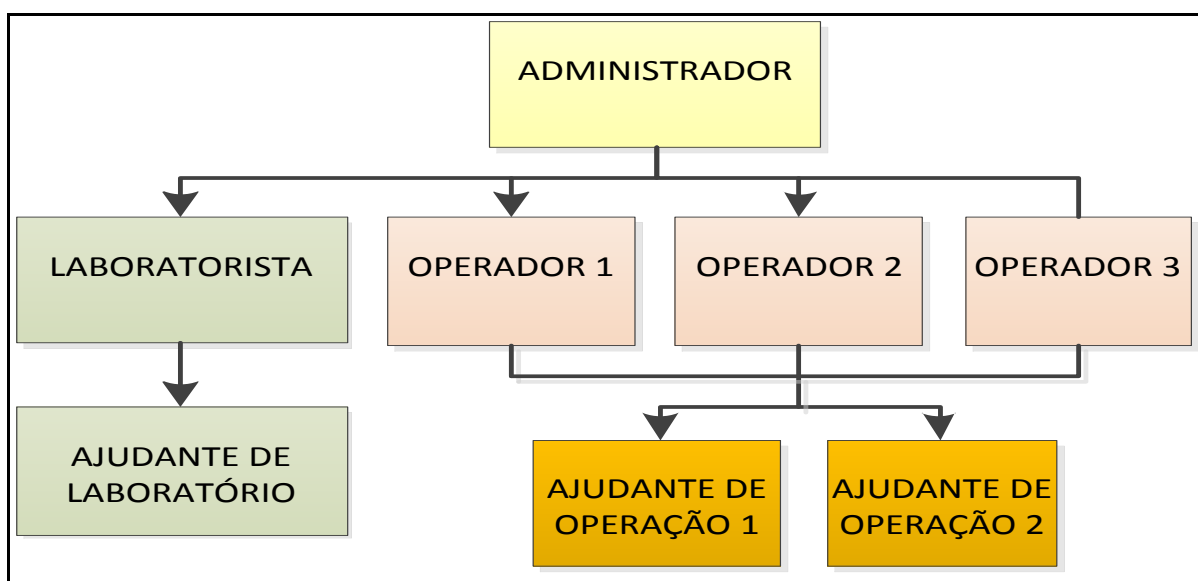 ADMINISTRADOR
LABORATORISTA
OPERADOR 1
OPERADOR 2
OPERADOR 3
AJUDANTE DE
LABORATÓRIO
AJUDANTE DE
OPERAÇÃO 1
AJUDANTE DE
OPERAÇÃO 2